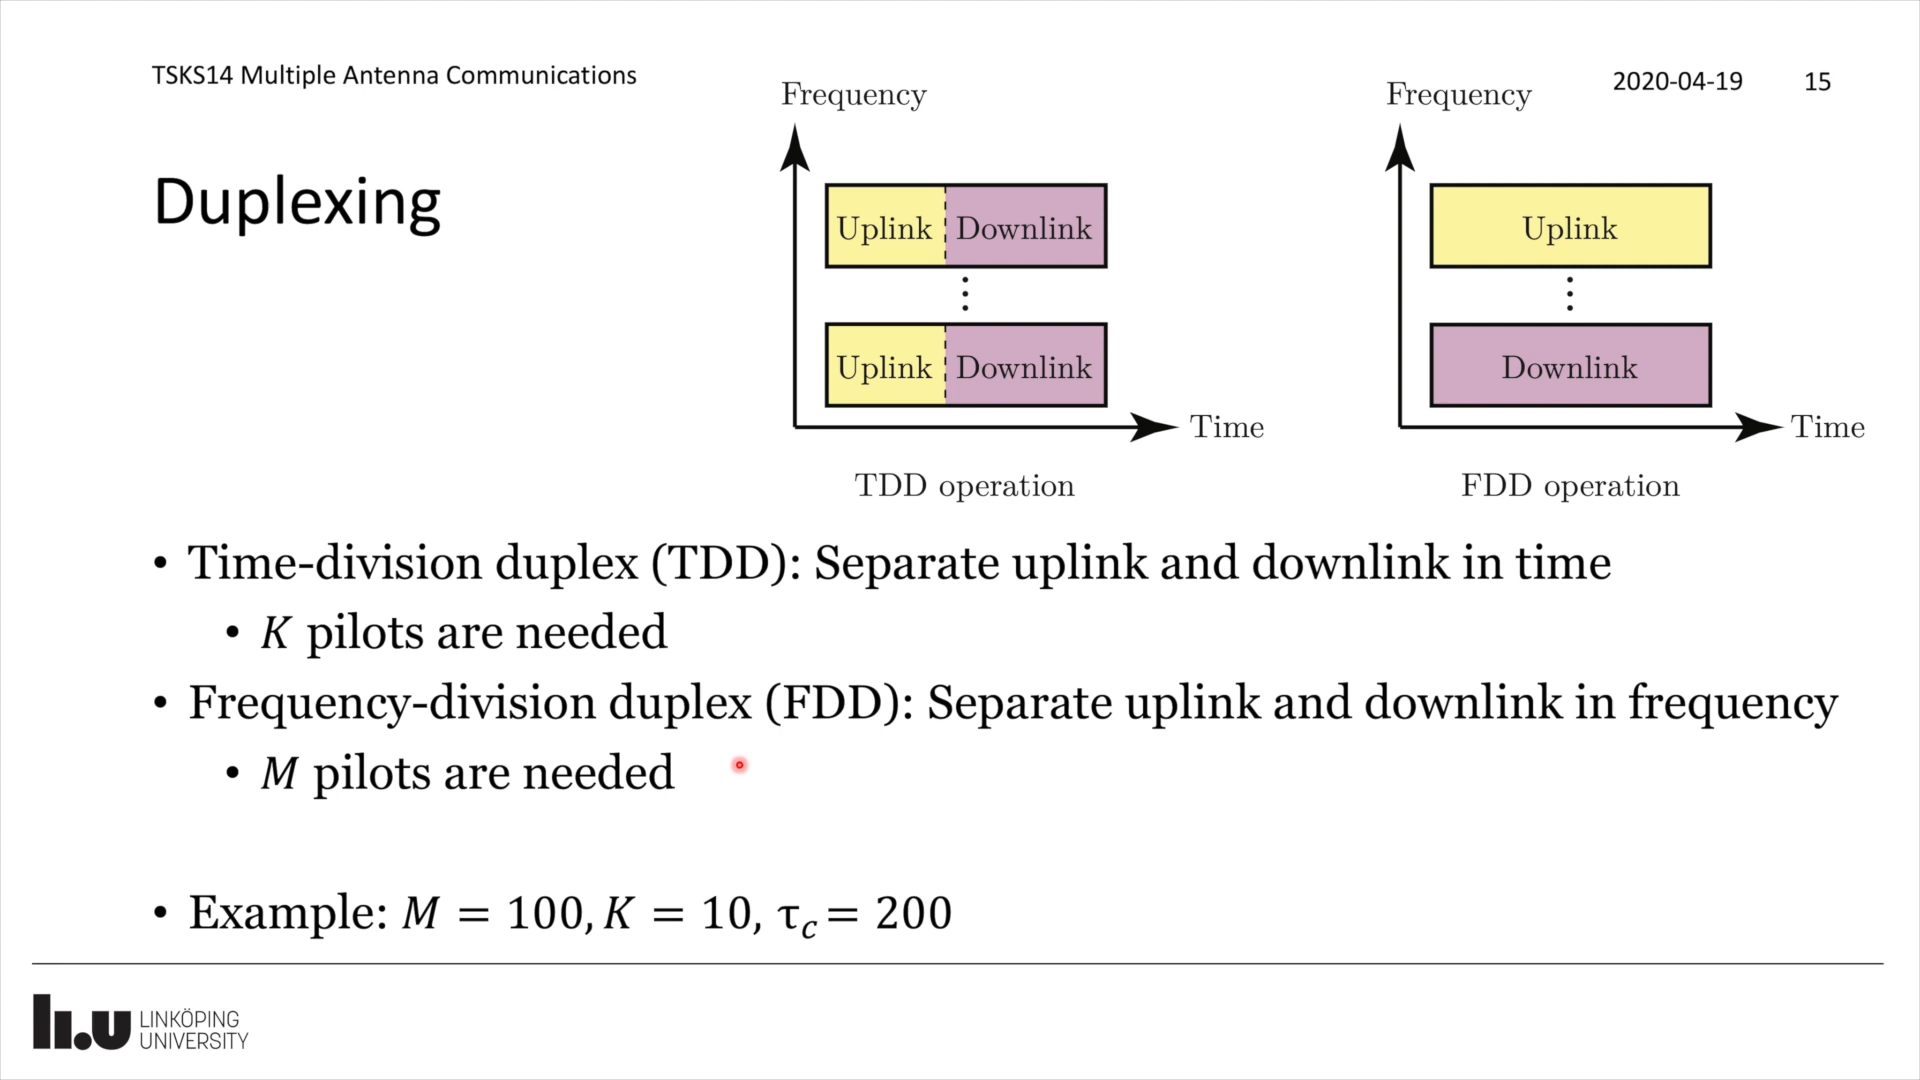 TSKS14 Multiple Antenna Communications
2020-04-19
15
Duplexing
Frequency
Uplink
Downlink
Uplink
Downlink
Time
TDD operation
Frequency
Uplink
Downlink
Time
FDD operation
• Time-division duplex (TDD): Separate uplink and downlink in time
• K pilots are needed
• Frequency-division duplex (FDD): Separate uplink and downlink in frequency
• M pilots are needed
• Example: M = 100, K = 10, τc = 200
li.u LINKÖPING
UNIVERSITY